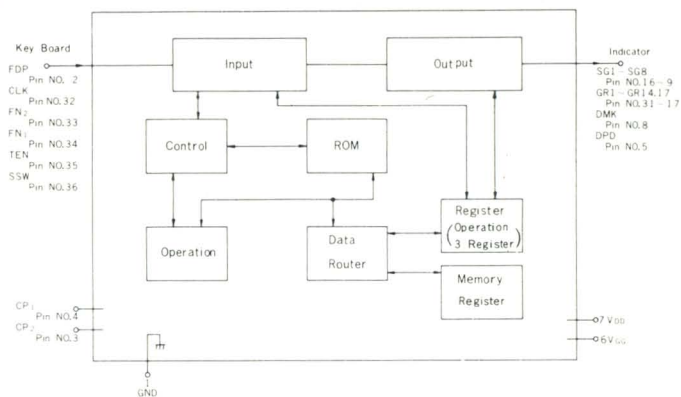 Key Board
FDP
Pin NO. 2
CLK
Pin NO.32
FN2
Pin NO.33
FN1
Pin NO.34
TEN
Pin NO.35
SSW
Pin NO.36
CP1
Pin NO.4
CP2
Pin NO.3
Input
Output
Control
ROM
Operation
Data
Router
Register
(Operation
3 Register)
Memory
Register
Indicator
SG1~SG8
Pin NO.16~9
GR1~GR14.17
Pin NO.31~17
DMK
Pin NO.8
DPD
Pin NO.5
7 VDD
6 VGG
1
GND